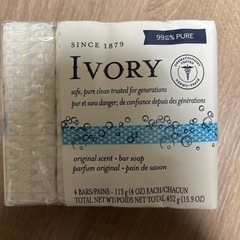 SINCE 1879
99.44% PURE
IVORY
safe, pure clean trusted for generations
pur et sans danger; de confiance depuis des générations
original scent • bar soap
parfum original • pain de savon
4 BARS/PAINS - 113 g (4 OZ) EACH/CHACUN
TOTAL NET WT/POIDS NET TOTAL 452 g (15.9 OZ)